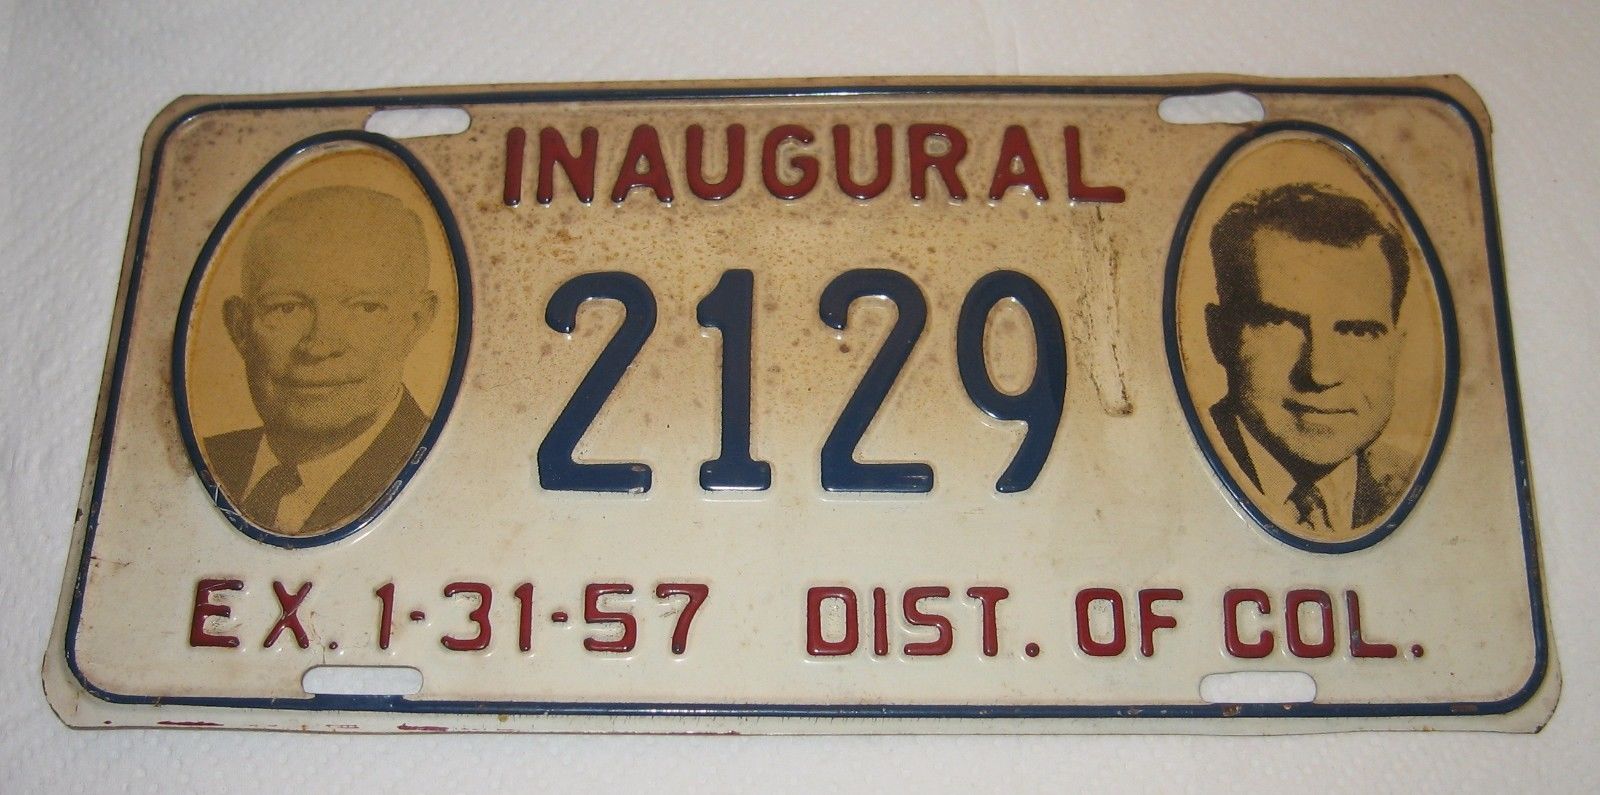 INAUGURAL
2129
EX. 1-31-57 DIST. OF COL.